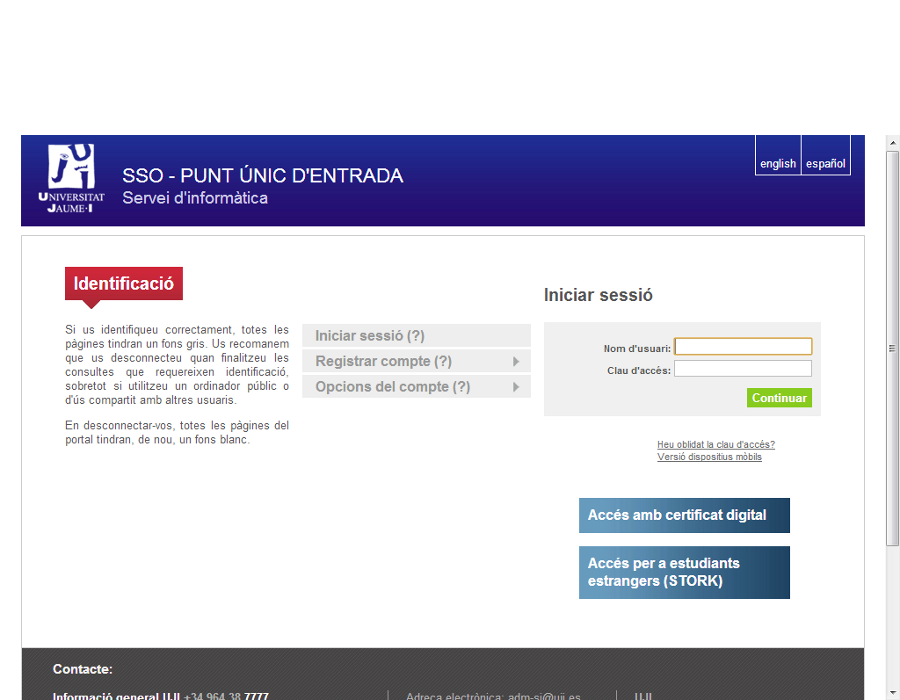 UNIVERSITAT
JAUME·I
SSO - PUNT ÚNIC D'ENTRADA
Servei d'informàtica
english
español
Identificació
Si us identifiqueu correctament, totes les
pàgines tindran un fons gris. Us recomanem
que us desconnecteu quan finalitzeu les
consultes que requereixen identificació,
sobretot si utilitzeu un ordinador públic o
d'ús compartit amb altres usuaris.
En desconnectar-vos, totes les pàgines del
portal tindran, de nou, un fons blanc.
Iniciar sessió (?)
Registrar compte (?)
Opcions del compte (?)
Iniciar sessió
Nom d'usuari:
Clau d'accés:
Continuar
Heu oblidat la clau d'accés?
Versió dispositius mòbils
Accés amb certificat digital
Accés per a estudiants
estrangers (STORK)
Contacte:
Informació general UJI +34 964 38 7777
Adreça electrònica: adm-si@uji.es
UJI